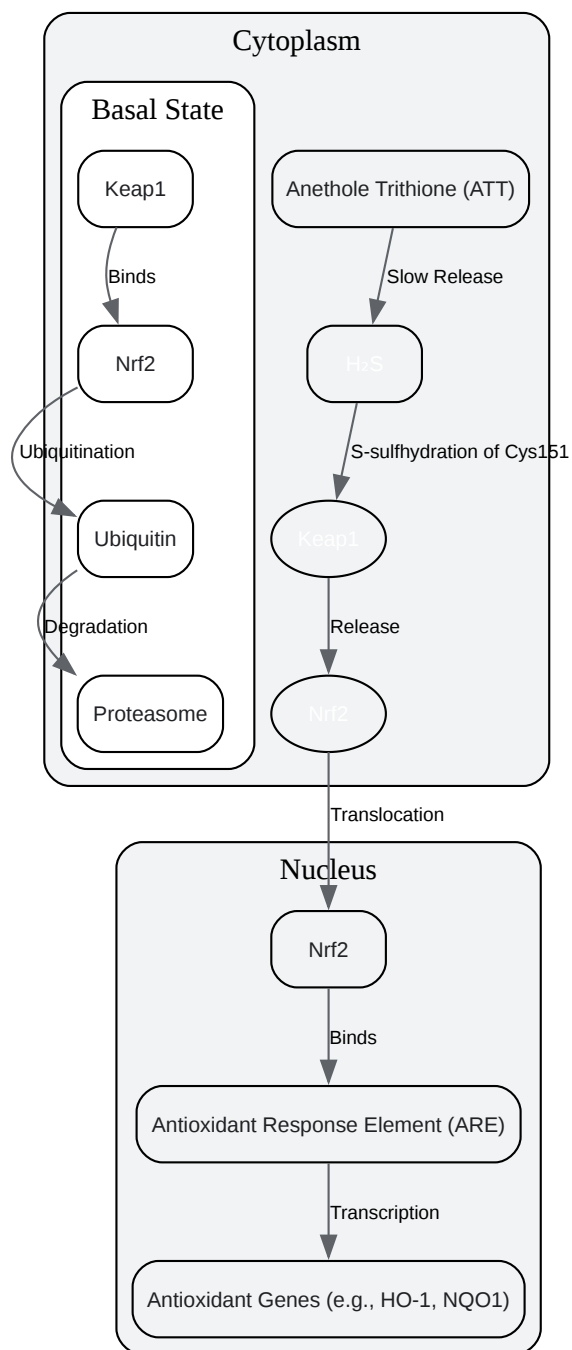 Cytoplasm
Basal State
Keap1
Binds
Nrf2
Ubiquitination
Ubiquitin
Degradation
Proteasome
Anethole Trithione (ATT)
Slow Release
H₂S
S-sulfhydration of Cys151
Keap1
Release
Nrf2
Translocation
Nucleus
Nrf2
Binds
Antioxidant Response Element (ARE)
Transcription
Antioxidant Genes (e.g., HO-1, NQO1)